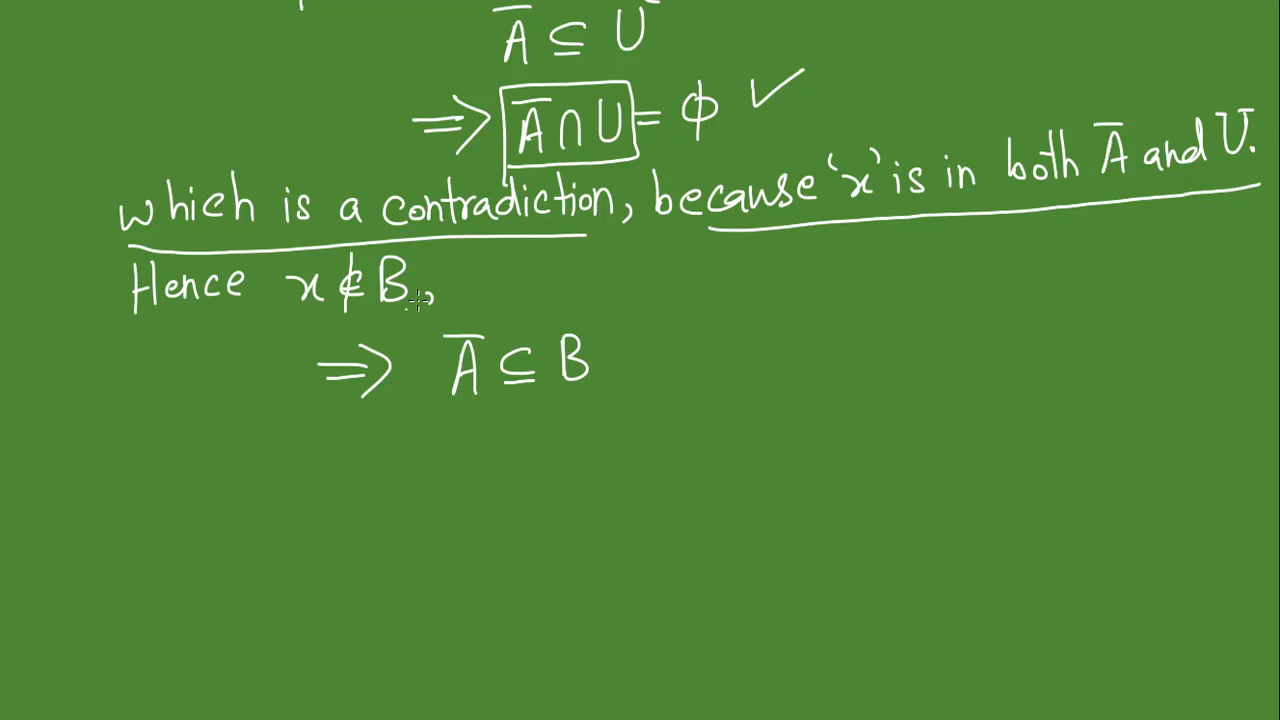 A̅ ⊆ U
⇒ A̅ ∩ U = ϕ ✓
which is a contradiction, because 'x' is in both A̅ and U.
Hence x ∉ B,
⇒ A̅ ⊆ B